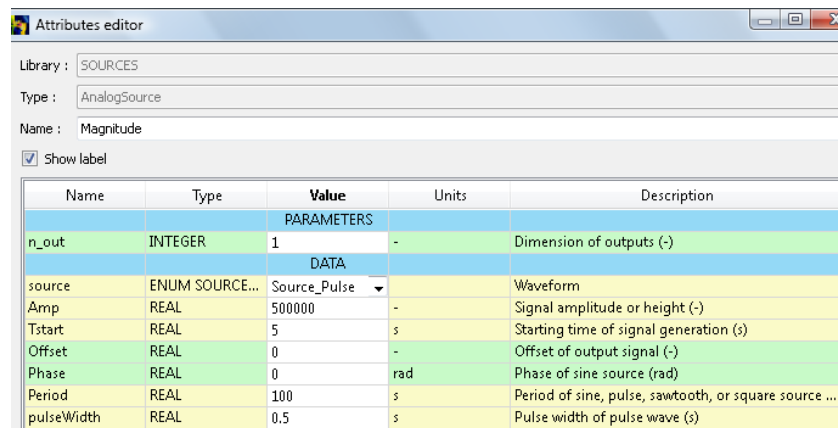 Attributes editor
Library : SOURCES
Type : AnalogSource
Name : Magnitude
Show label
Name Type Value Units Description
PARAMETERS
n_out INTEGER 1 - Dimension of outputs (-)
DATA
source ENUM SOURCE... Source_Pulse Waveform
Amp REAL 500000 - Signal amplitude or height (-)
Tstart REAL 5 s Starting time of signal generation (s)
Offset REAL 0 - Offset of output signal (-)
Phase REAL 0 rad Phase of sine source (rad)
Period REAL 100 s Period of sine, pulse, sawtooth, or square source ...
pulseWidth REAL 0.5 s Pulse width of pulse wave (s)